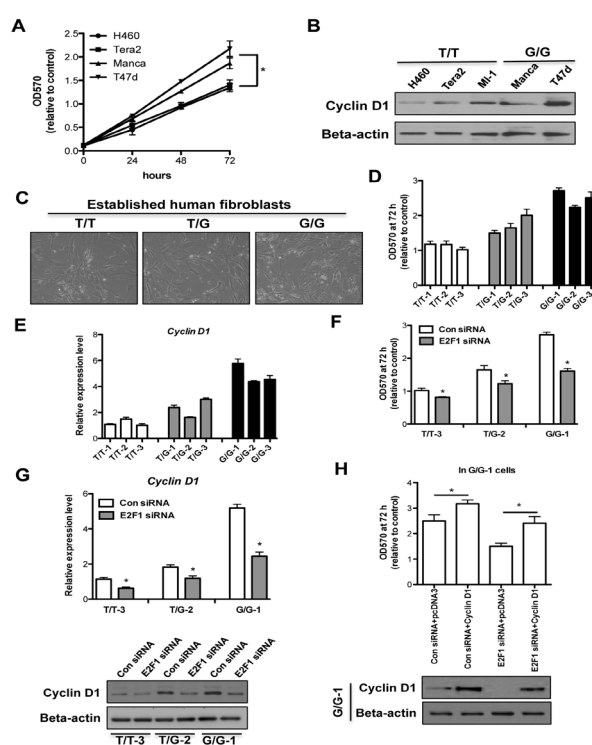 A
H460
Tera2
Manca
T47d
OD570
(relative to control)
2.5
2.0
1.5
1.0
0.5
0.0
0
24
48
72
hours
*
B
T/T
G/G
H460
Tera2
MI-1
Manca
T47d
Cyclin D1
Beta-actin
C
Established human fibroblasts
T/T
T/G
G/G
D
OD570 at 72 h
(relative to control)
3
2
1
0
T/T-1
T/T-2
T/T-3
T/G-1
T/G-2
T/G-3
G/G-1
G/G-2
G/G-3
E
Cyclin D1
Relative expression level
8
6
4
2
0
T/T-1
T/T-2
T/T-3
T/G-1
T/G-2
T/G-3
G/G-1
G/G-2
G/G-3
F
Con siRNA
E2F1 siRNA
OD570 at 72 h
(relative to control)
3
2
1
0
*
*
*
T/T-3
T/G-2
G/G-1
G
Cyclin D1
Con siRNA
E2F1 siRNA
Relative expression level
6
4
2
0
*
*
*
T/T-3
T/G-2
G/G-1
Con siRNA
E2F1 siRNA
Con siRNA
E2F1 siRNA
Con siRNA
E2F1 siRNA
Cyclin D1
Beta-actin
T/T-3
T/G-2
G/G-1
H
In G/G-1 cells
OD570 at 72 h
(relative to control)
4
3
2
1
0
*
*
Con siRNA+pcDNA3
Con siRNA+Cyclin D1
E2F1 siRNA+pcDNA3
E2F1 siRNA+Cyclin D1
G/G-1
Cyclin D1
Beta-actin